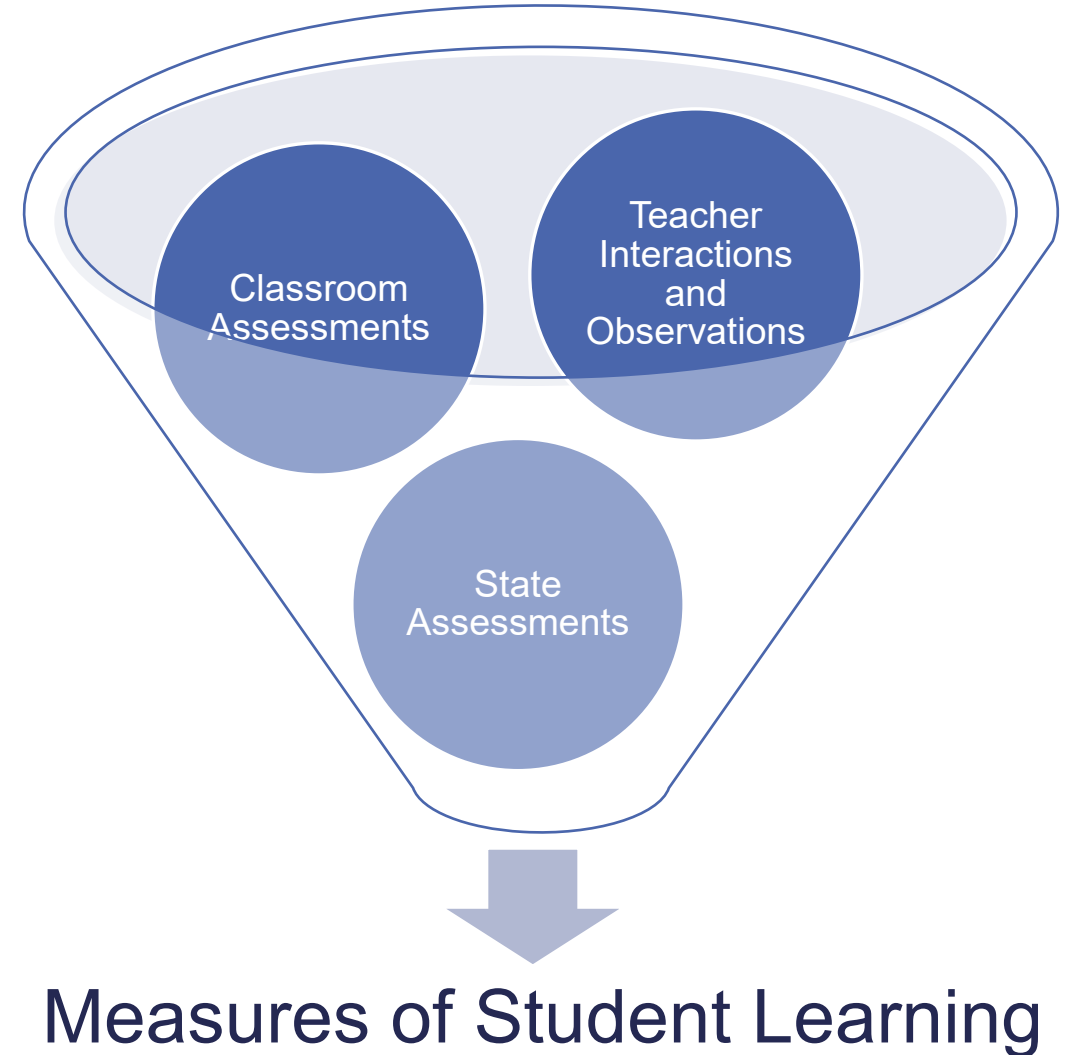 Teacher
Interactions
and
Observations
Classroom
Assessments
State
Assessments
Measures of Student Learning